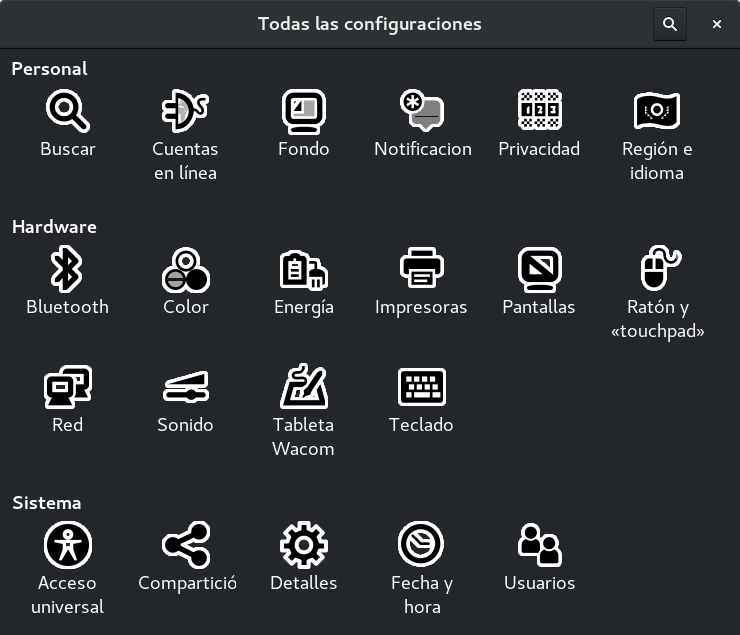 Todas las configuraciones
Personal
Buscar
Cuentas
en línea
Fondo
Notificacion
Privacidad
Región e
idioma
Hardware
Bluetooth
Color
Energía
Impresoras
Pantallas
Ratón y
«touchpad»
Red
Sonido
Tableta
Wacom
Teclado
Sistema
Acceso
universal
Compartició
Detalles
Fecha y
hora
Usuarios